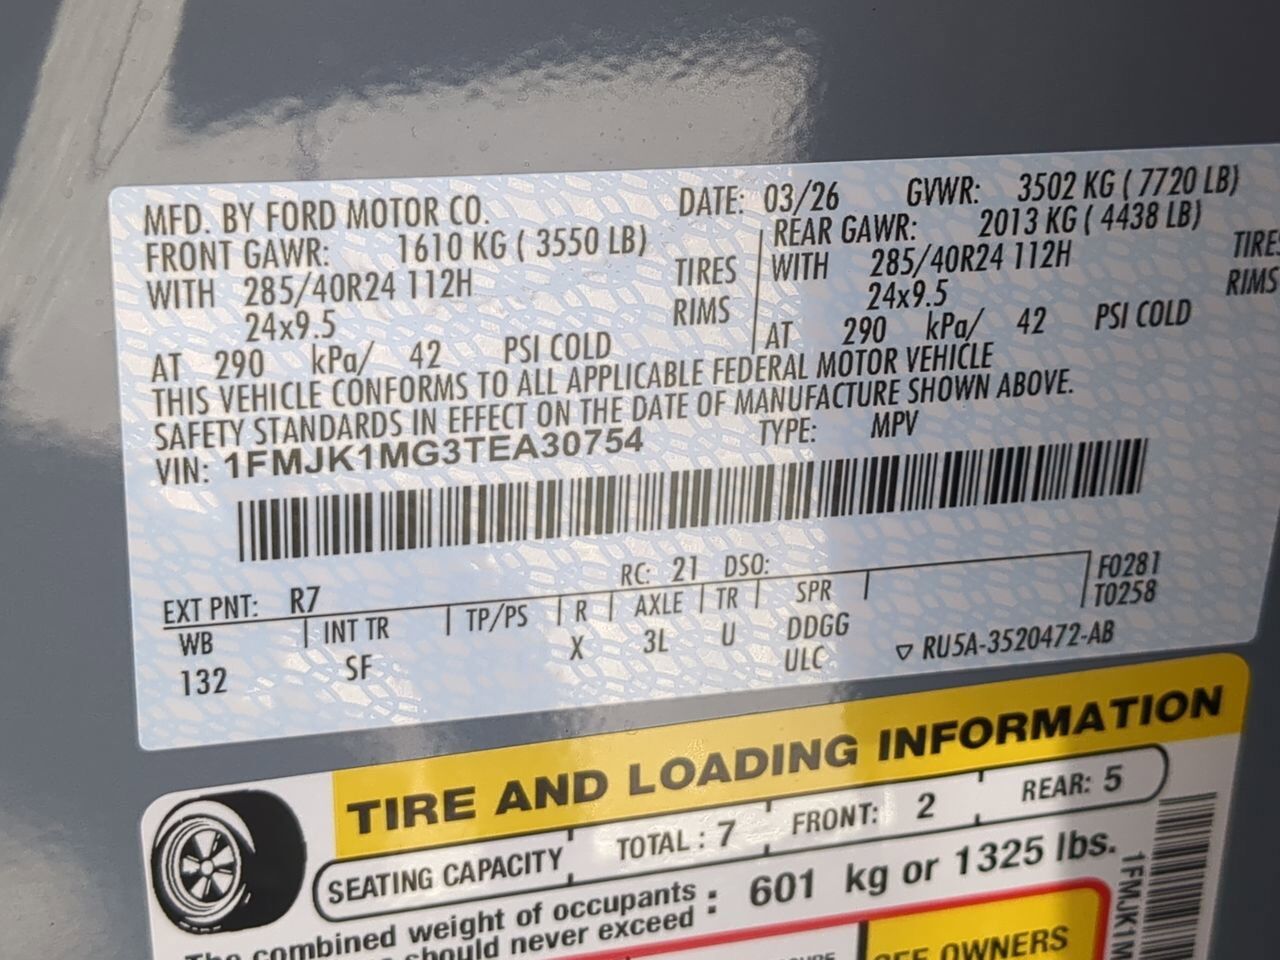 MFD. BY FORD MOTOR CO. DATE: 03/26 GVWR: 3502 KG ( 7720 LB)
FRONT GAWR: 1610 KG ( 3550 LB) REAR GAWR: 2013 KG ( 4438 LB)
WITH 285/40R24 112H TIRES WITH 285/40R24 112H TIRES
24x9.5 RIMS 24x9.5 RIMS
AT 290 kPa/ 42 PSI COLD AT 290 kPa/ 42 PSI COLD
THIS VEHICLE CONFORMS TO ALL APPLICABLE FEDERAL MOTOR VEHICLE
SAFETY STANDARDS IN EFFECT ON THE DATE OF MANUFACTURE SHOWN ABOVE.
VIN: 1FMJK1MG3TEA30754 TYPE: MPV
EXT PNT: R7 RC: 21 DSO: F0281
WB INT TR TP/PS R AXLE TR SPR T0258
132 SF X 3L U DDGG
ULC ▽ RU5A-3520472-AB
TIRE AND LOADING INFORMATION
SEATING CAPACITY TOTAL : 7 FRONT: 2 REAR: 5
The combined weight of occupants : 601 kg or 1325 lbs.
should never exceed
SEE OWNERS
1FMJK1M